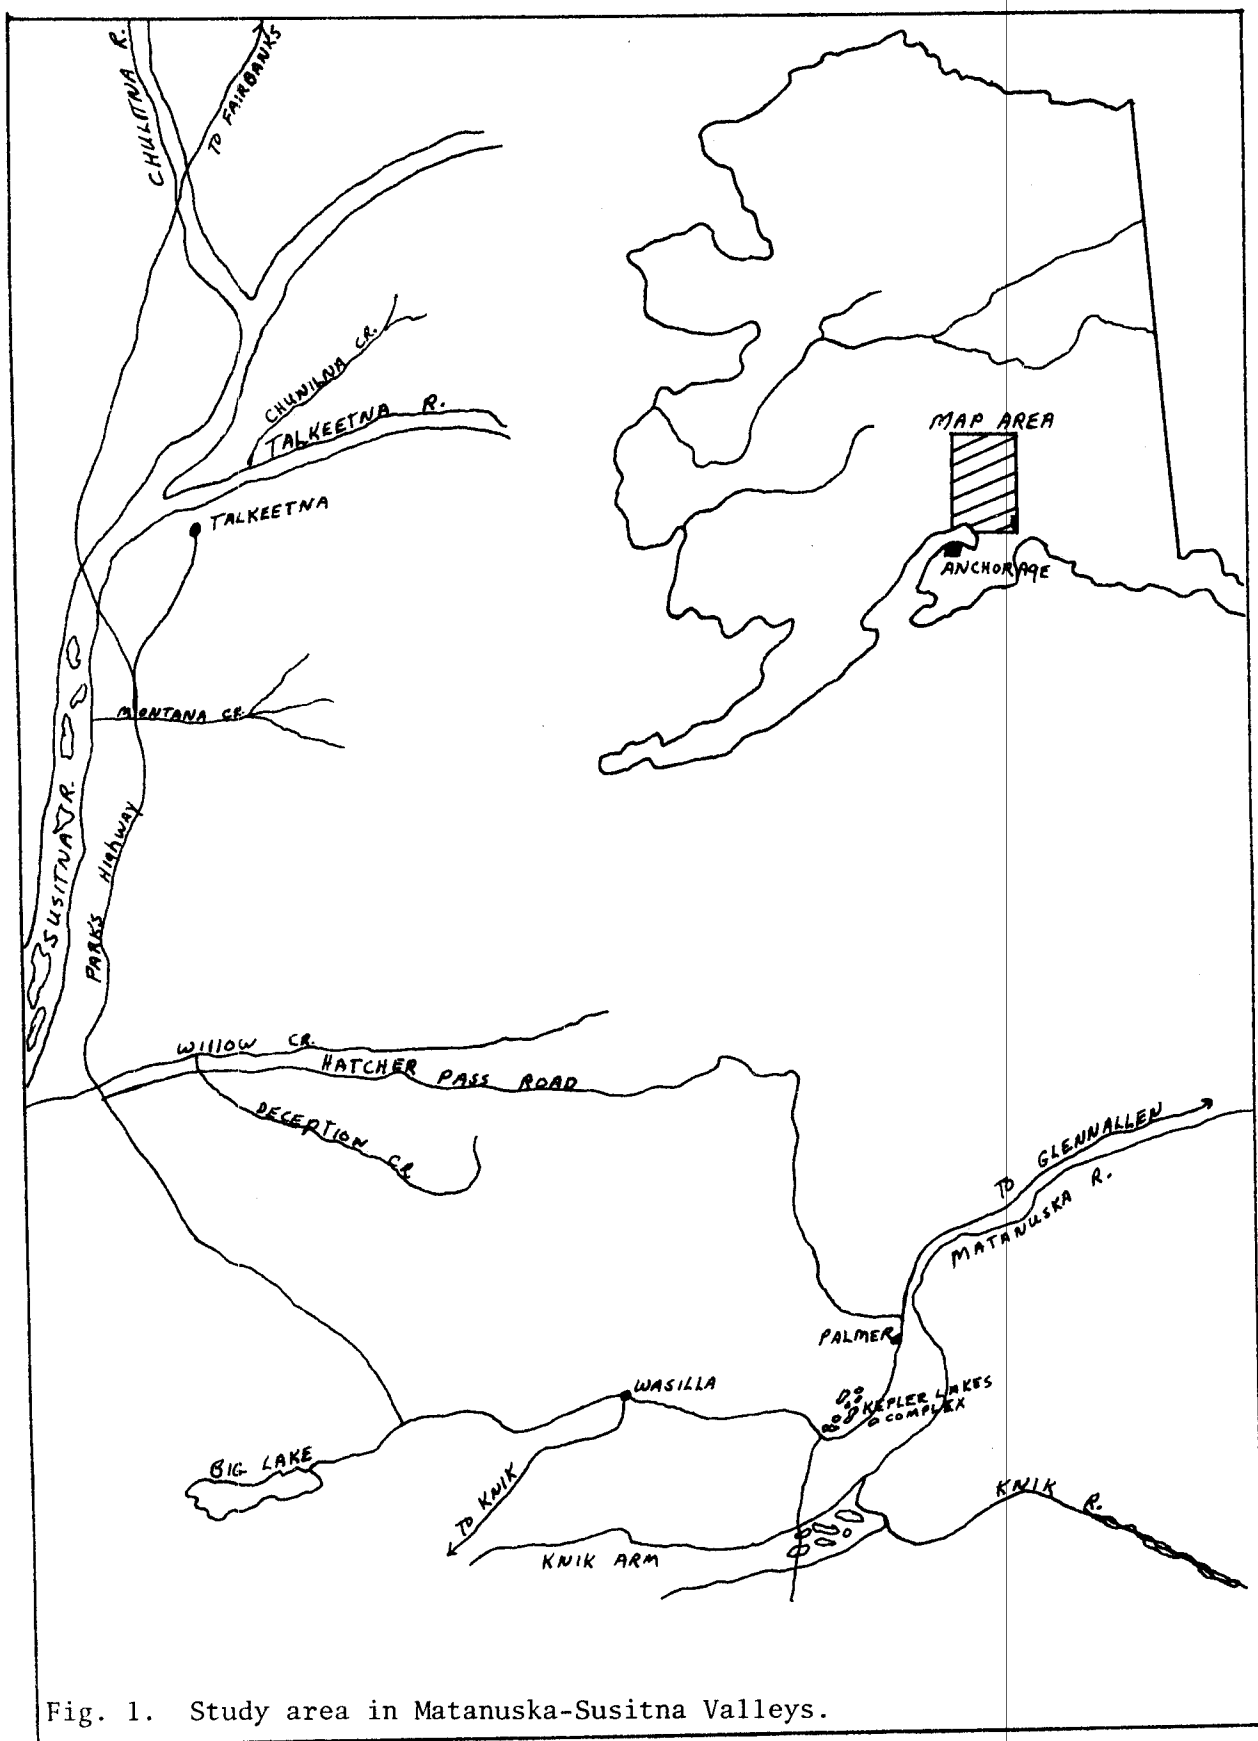 CHULITNA R.
TO FAIRBANKS
CHUNILNA CR.
TALKEETNA R.
TALKEETNA
MAP AREA
ANCHORAGE
MONTANA CR.
SUSITNA R.
PARKS HIGHWAY
WILLOW CR.
HATCHER PASS ROAD
DECEPTION CR.
TO GLENNALLEN
MATANUSKA R.
PALMER
WASILLA
KEPLER LAKES
COMPLEX
BIG LAKE
TO KNIK
KNIK R.
KNIK ARM
Fig. 1. Study area in Matanuska-Susitna Valleys.